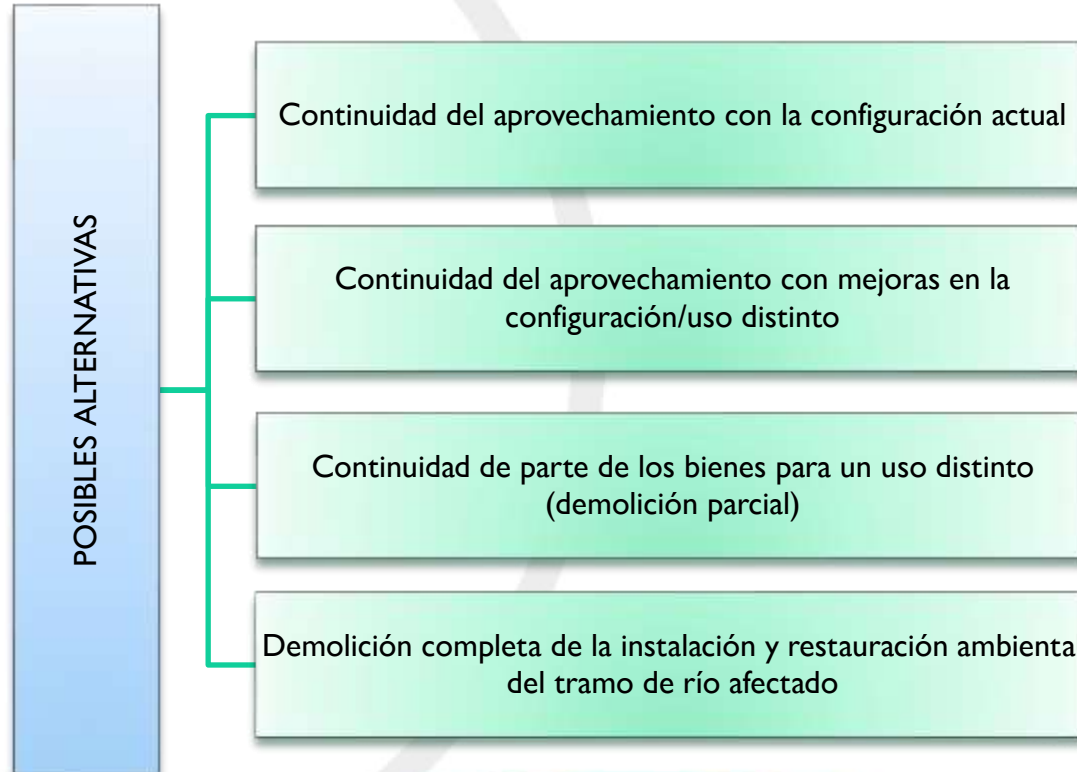 POSIBLES ALTERNATIVAS
Continuidad del aprovechamiento con la configuración actual
Continuidad del aprovechamiento con mejoras en la
configuración/uso distinto
Continuidad de parte de los bienes para un uso distinto
(demolición parcial)
Demolición completa de la instalación y restauración ambienta
del tramo de río afectado